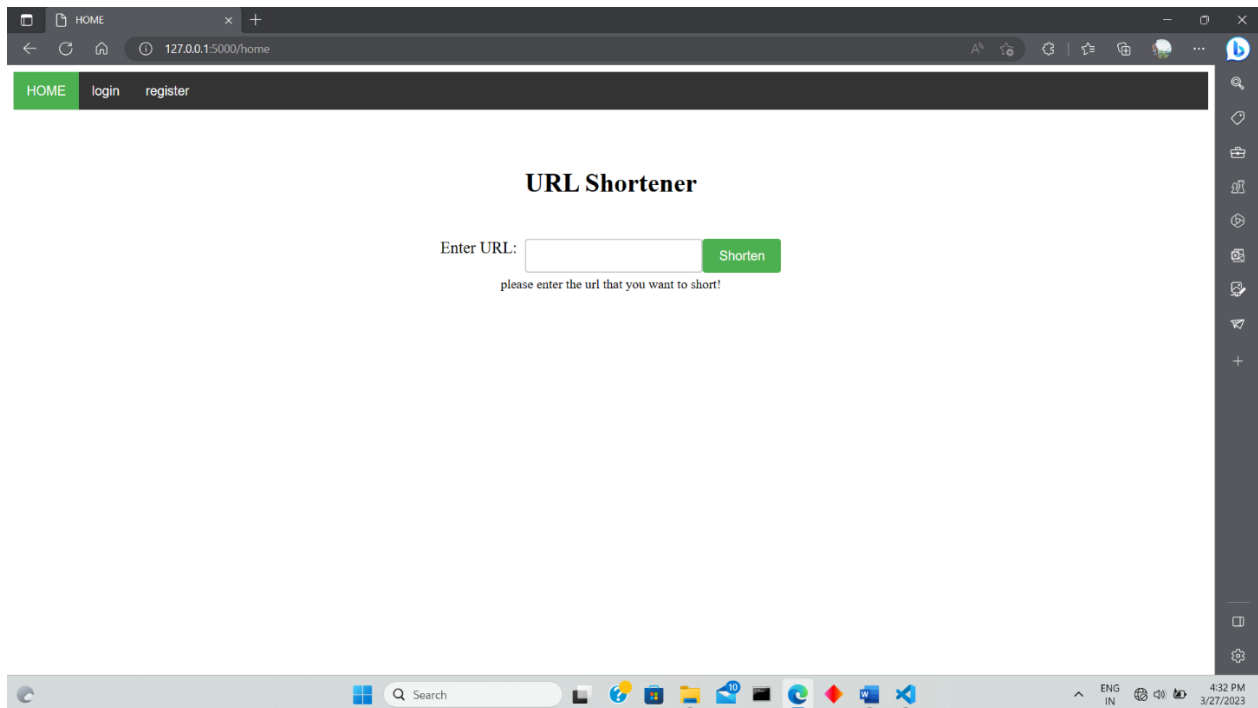 HOME
127.0.0.1:5000/home
HOME login register
URL Shortener
Enter URL: Shorten
please enter the url that you want to short!
Search
10
ENG
IN
4:32 PM
3/27/2023